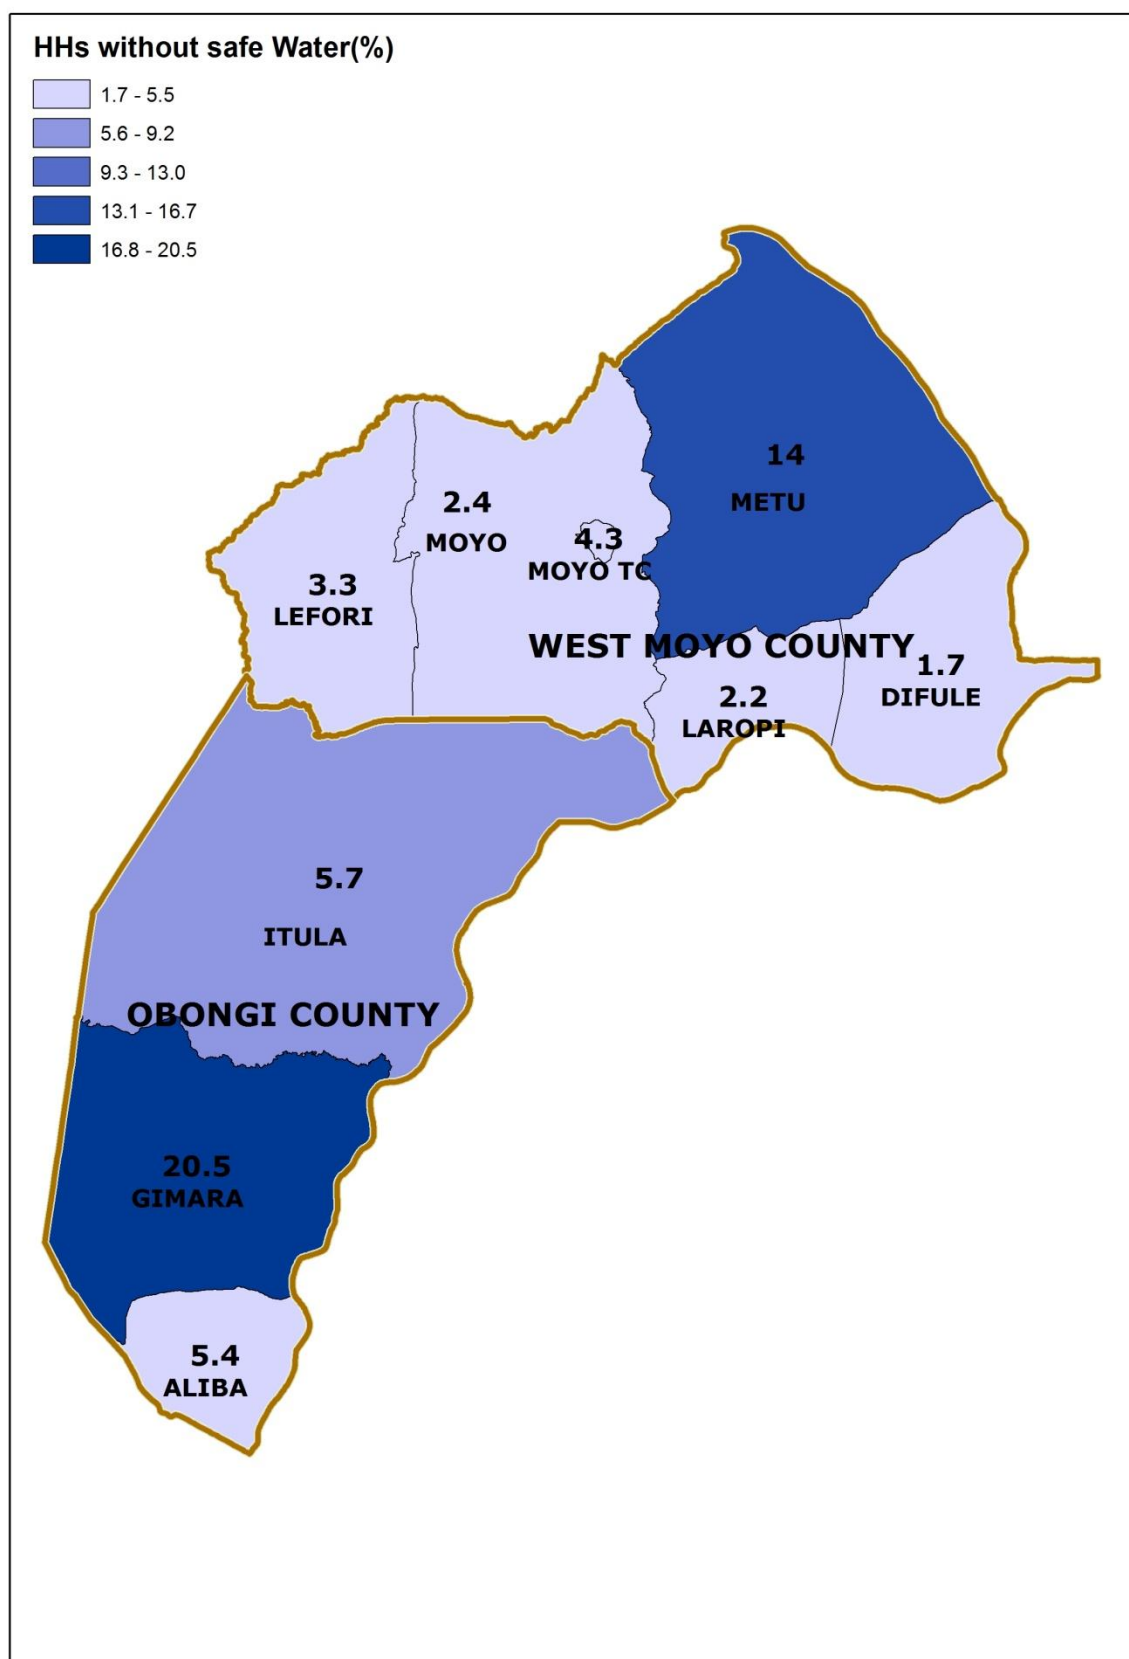 HHs without safe Water(%)
1.7 - 5.5
5.6 - 9.2
9.3 - 13.0
13.1 - 16.7
16.8 - 20.5
14
METU
2.4
MOYO
4.3
MOYO TC
3.3
LEFORI
WEST MOYO COUNTY
1.7
DIFULE
2.2
LAROPI
5.7
ITULA
OBONGI COUNTY
20.5
GIMARA
5.4
ALIBA